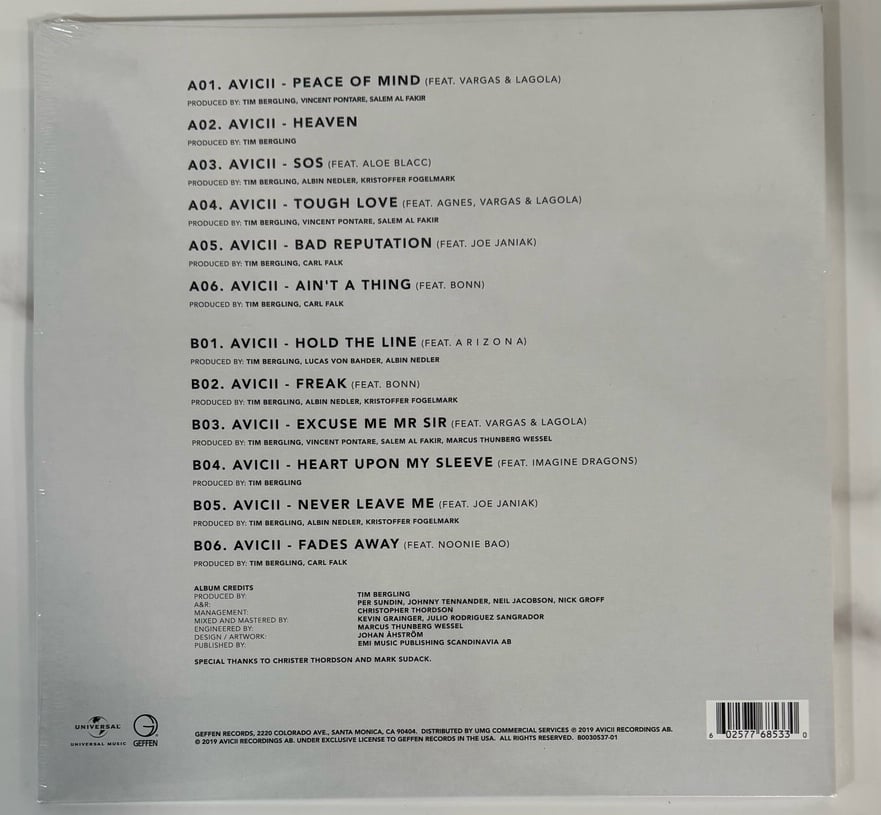 A01. AVICII - PEACE OF MIND (FEAT. VARGAS & LAGOLA)
PRODUCED BY: TIM BERGLING, VINCENT PONTARE, SALEM AL FAKIR
A02. AVICII - HEAVEN
PRODUCED BY: TIM BERGLING
A03. AVICII - SOS (FEAT. ALOE BLACC)
PRODUCED BY: TIM BERGLING, ALBIN NEDLER, KRISTOFFER FOGELMARK
A04. AVICII - TOUGH LOVE (FEAT. AGNES, VARGAS & LAGOLA)
PRODUCED BY: TIM BERGLING, VINCENT PONTARE, SALEM AL FAKIR
A05. AVICII - BAD REPUTATION (FEAT. JOE JANIAK)
PRODUCED BY: TIM BERGLING, CARL FALK
A06. AVICII - AIN'T A THING (FEAT. BONN)
PRODUCED BY: TIM BERGLING, CARL FALK
B01. AVICII - HOLD THE LINE (FEAT. A R I Z O N A)
PRODUCED BY: TIM BERGLING, LUCAS VON BAHDER, ALBIN NEDLER
B02. AVICII - FREAK (FEAT. BONN)
PRODUCED BY: TIM BERGLING, ALBIN NEDLER, KRISTOFFER FOGELMARK
B03. AVICII - EXCUSE ME MR SIR (FEAT. VARGAS & LAGOLA)
PRODUCED BY: TIM BERGLING, VINCENT PONTARE, SALEM AL FAKIR, MARCUS THUNBERG WESSEL
B04. AVICII - HEART UPON MY SLEEVE (FEAT. IMAGINE DRAGONS)
PRODUCED BY: TIM BERGLING
B05. AVICII - NEVER LEAVE ME (FEAT. JOE JANIAK)
PRODUCED BY: TIM BERGLING, ALBIN NEDLER, KRISTOFFER FOGELMARK
B06. AVICII - FADES AWAY (FEAT. NOONIE BAO)
PRODUCED BY: TIM BERGLING, CARL FALK
ALBUM CREDITS
PRODUCED BY: TIM BERGLING
A&R: PER SUNDIN, JOHNNY TENNANDER, NEIL JACOBSON, NICK GROFF
MANAGEMENT: CHRISTOPHER THORDSON
MIXED AND MASTERED BY: KEVIN GRAINGER, JULIO RODRIGUEZ SANGRADOR
ENGINEERED BY: MARCUS THUNBERG WESSEL
DESIGN / ARTWORK: JOHAN ÅHSTRÖM
PUBLISHED BY: EMI MUSIC PUBLISHING SCANDINAVIA AB
SPECIAL THANKS TO CHRISTER THORDSON AND MARK SUDACK.
UNIVERSAL
UNIVERSAL MUSIC
GEFFEN
GEFFEN RECORDS, 2220 COLORADO AVE., SANTA MONICA, CA 90404. DISTRIBUTED BY UMG COMMERCIAL SERVICES ℗ 2019 AVICII RECORDINGS AB.
© 2019 AVICII RECORDINGS AB. UNDER EXCLUSIVE LICENSE TO GEFFEN RECORDS IN THE USA. ALL RIGHTS RESERVED. B0030537-01
6 02577 68533 0